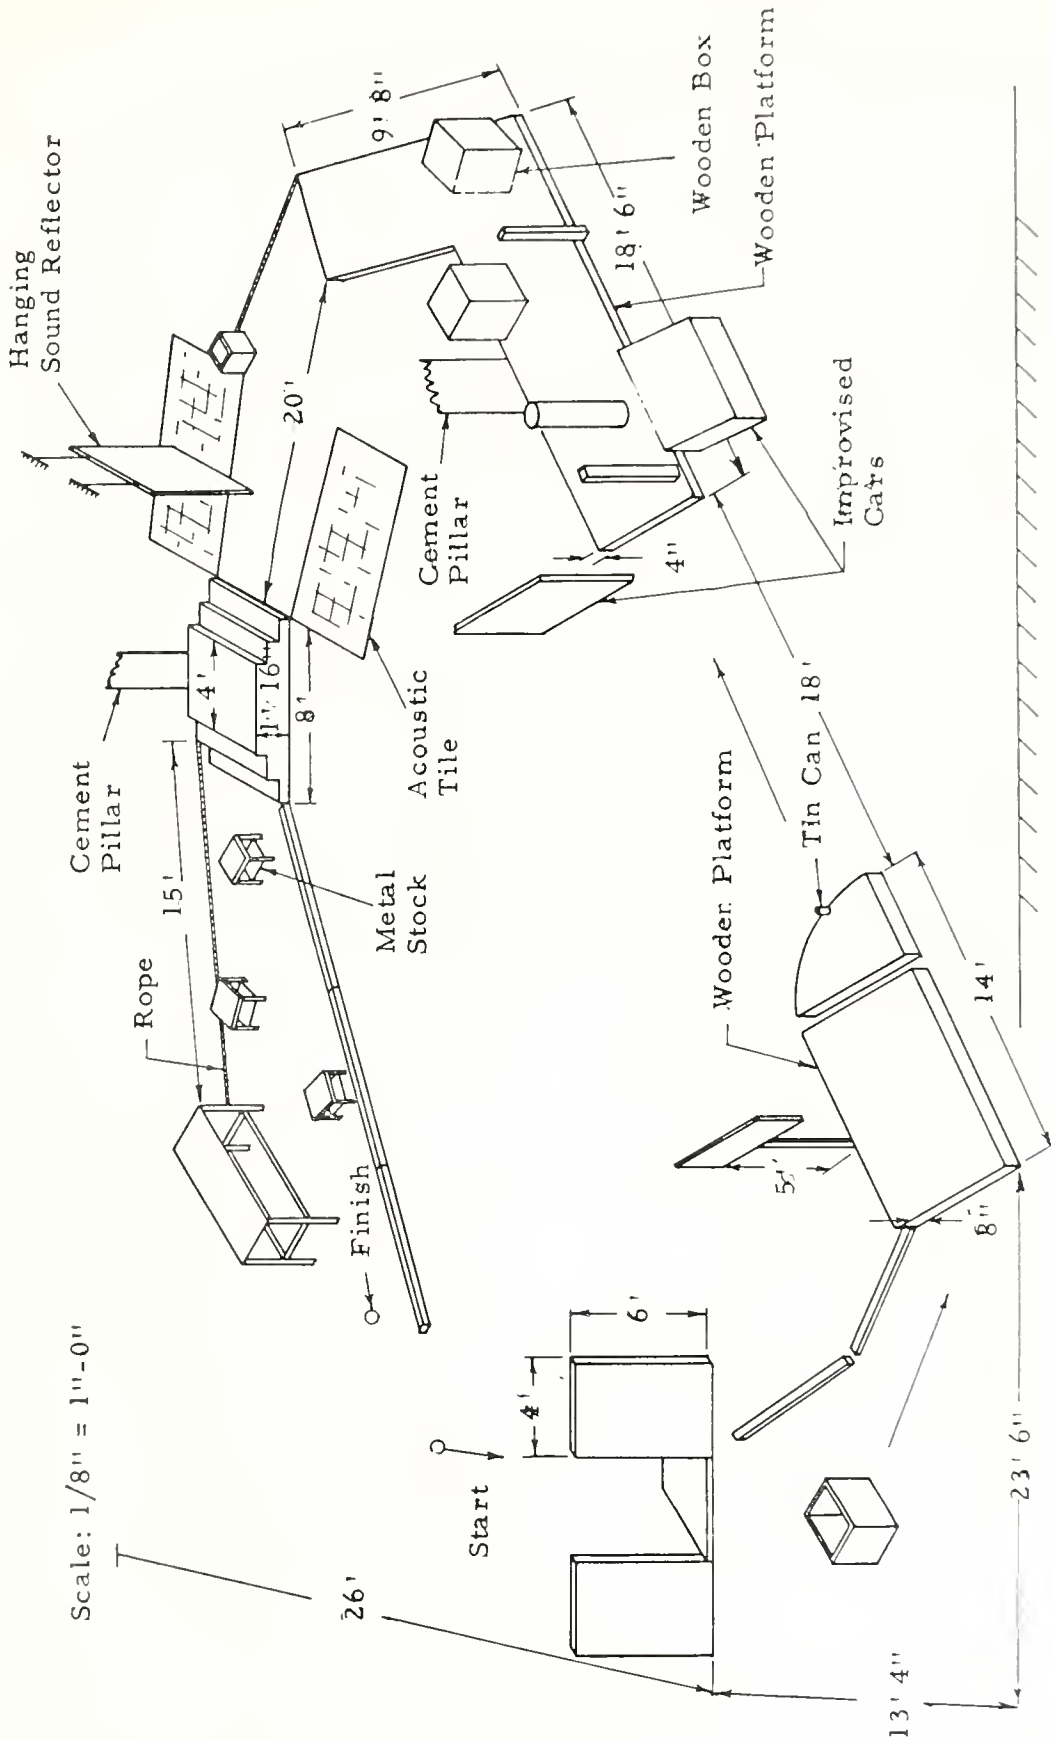 Scale: 1/8" = 1"-0"
Hanging
Sound Reflector
Cement
Pillar
15'
Rope
4'
1" 16"
8'
20"
9' 8"
Metal
Stock
Acoustic
Tile
Cement
Pillar
Finish
Start
26'
4'
6'
4"
18' 6"
Wooden Box
Wooden Platform
Improvised
Cars
18'
Tin Can
Wooden Platform
5'
8"
14'
13' 4"
23' 6"